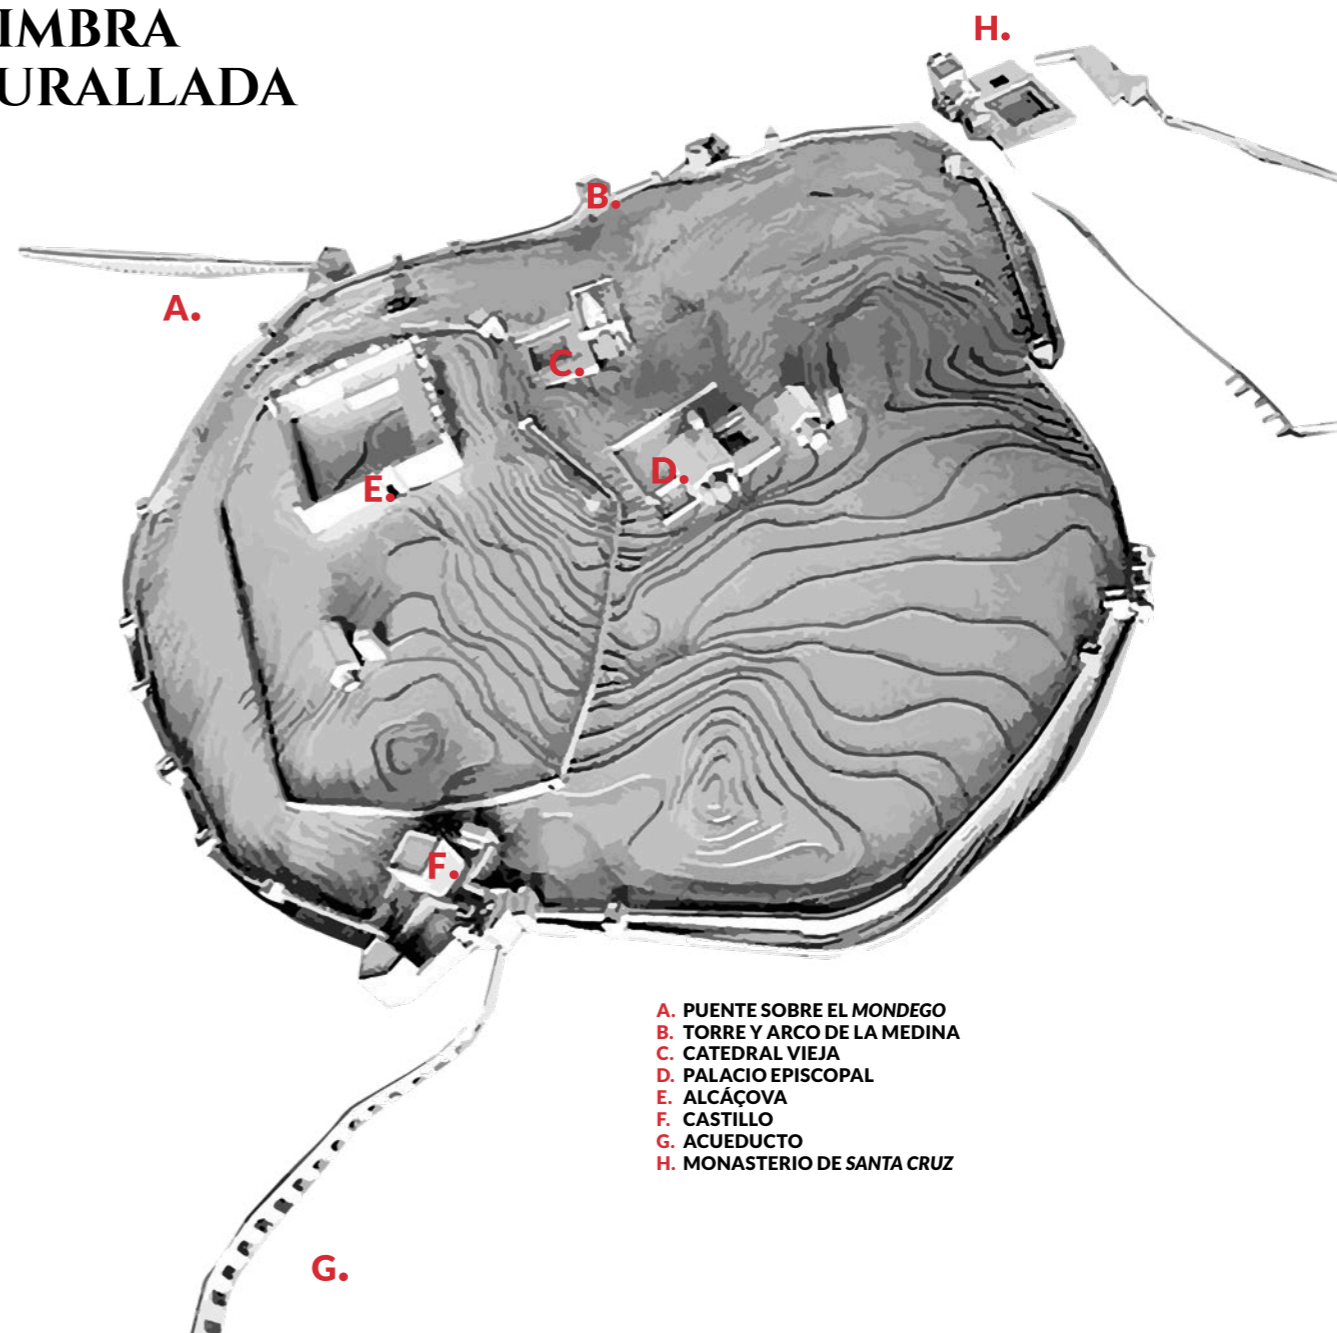 IMBRA
URALLADA
H.
B.
A.
C.
D.
E.
F.
A. PUENTE SOBRE EL MONDEGO
B. TORRE Y ARCO DE LA MEDINA
C. CATEDRAL VIEJA
D. PALACIO EPISCOPAL
E. ALCÁÇOVA
F. CASTILLO
G. ACUEDUCTO
H. MONASTERIO DE SANTA CRUZ
G.